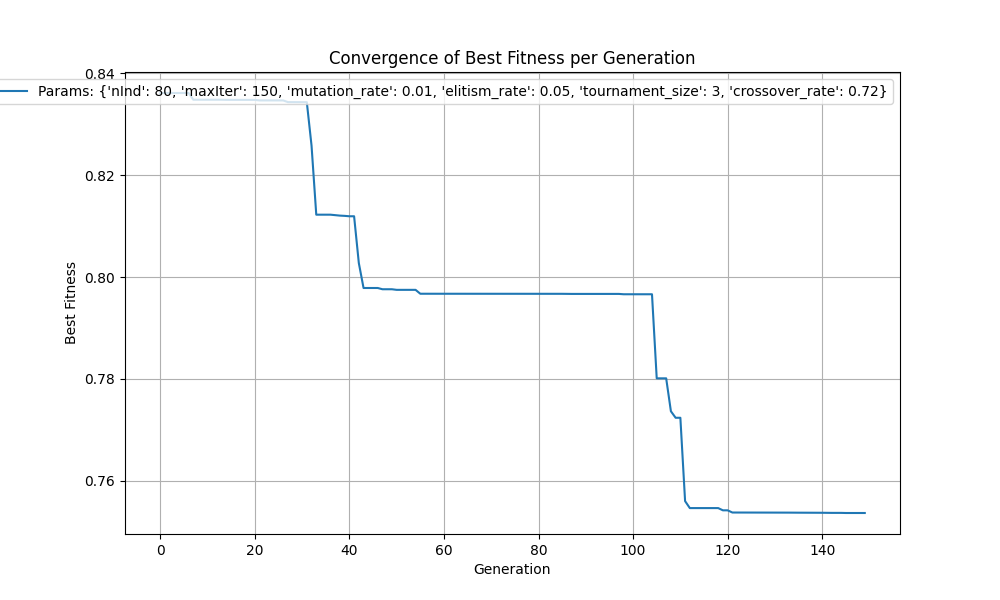 Convergence of Best Fitness per Generation
Params: {'nInd': 80, 'maxIter': 150, 'mutation_rate': 0.01, 'elitism_rate': 0.05, 'tournament_size': 3, 'crossover_rate': 0.72}
0.84
0.82
0.80
0.78
0.76
Best Fitness
0 20 40 60 80 100 120 140
Generation